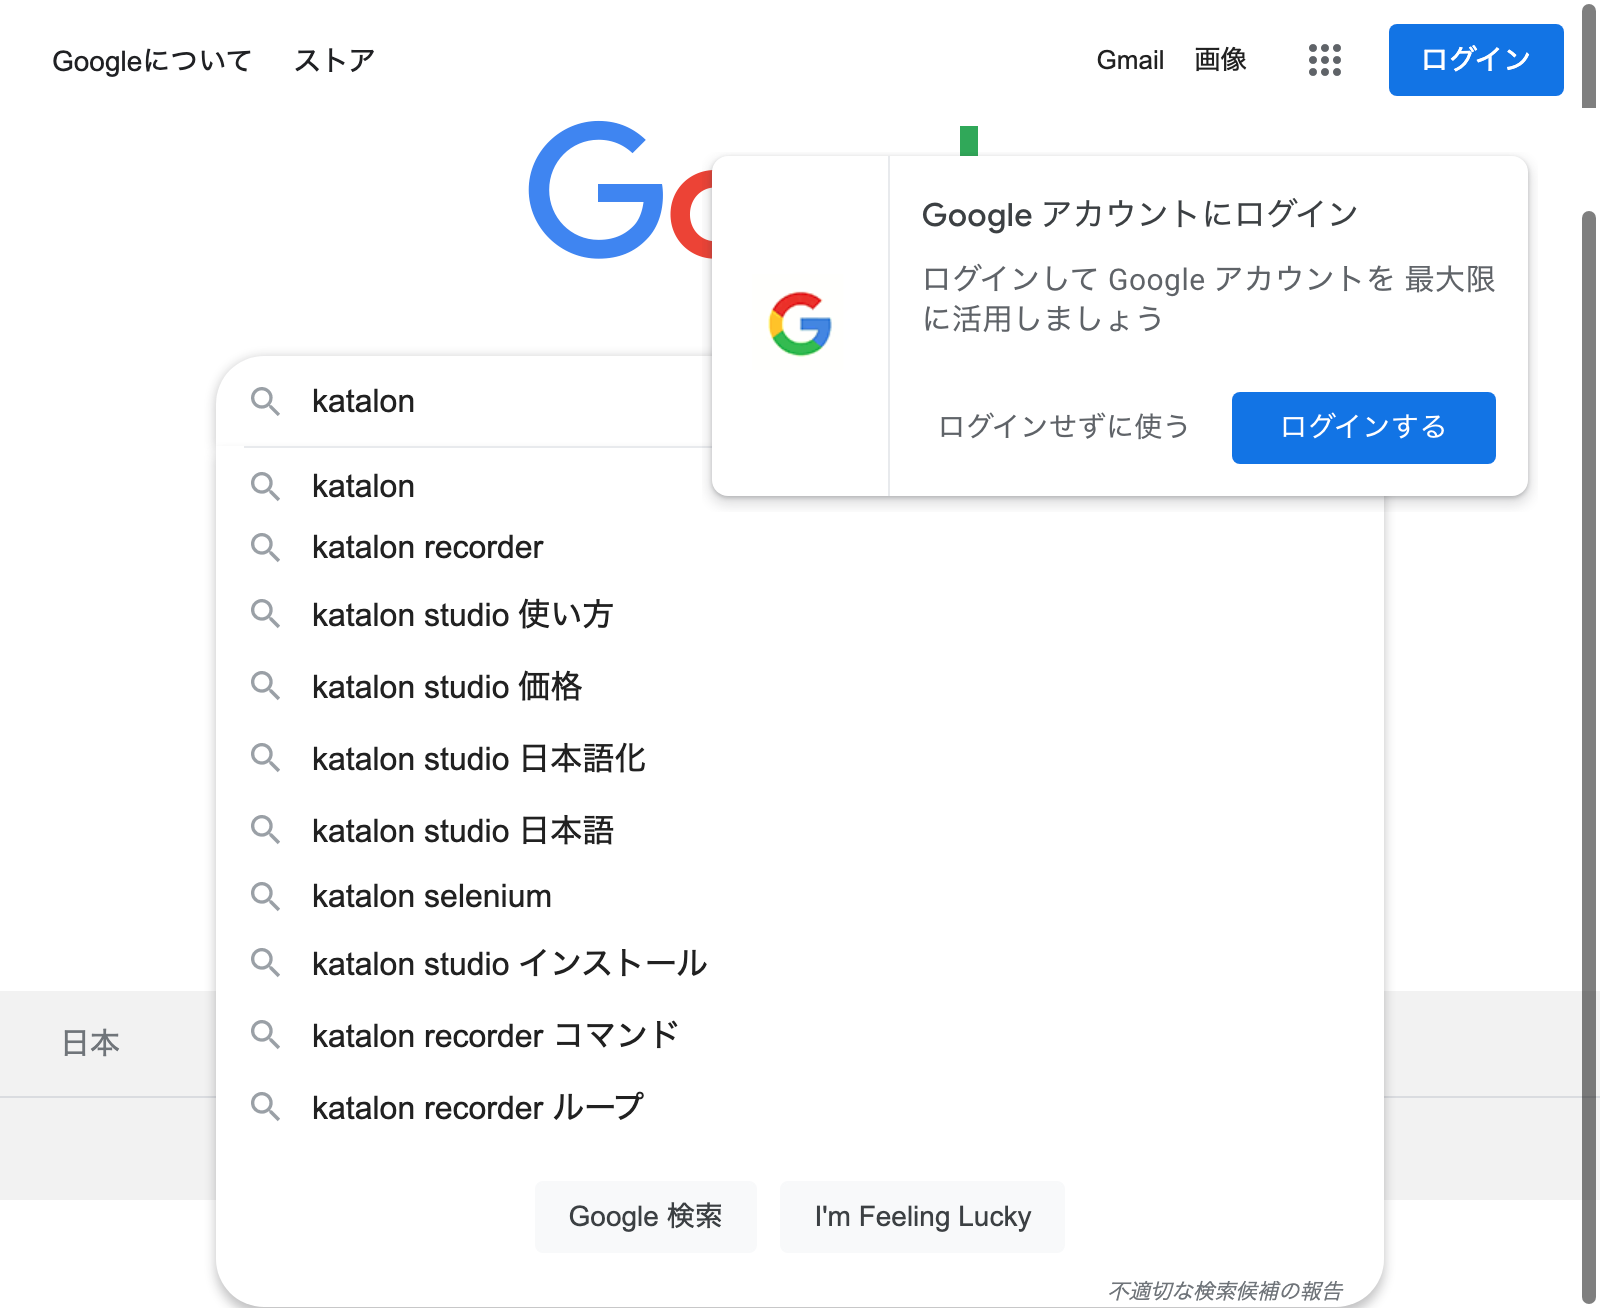 Googleについて ストア Gmail 画像 ログイン
Go
Google アカウントにログイン
ログインして Google アカウントを 最大限
に活用しましょう
ログインせずに使う ログインする
katalon
katalon
katalon recorder
katalon studio 使い方
katalon studio 価格
katalon studio 日本語化
katalon studio 日本語
katalon selenium
katalon studio インストール
katalon recorder コマンド
katalon recorder ループ
日本
Google 検索 I'm Feeling Lucky
不適切な検索候補の報告